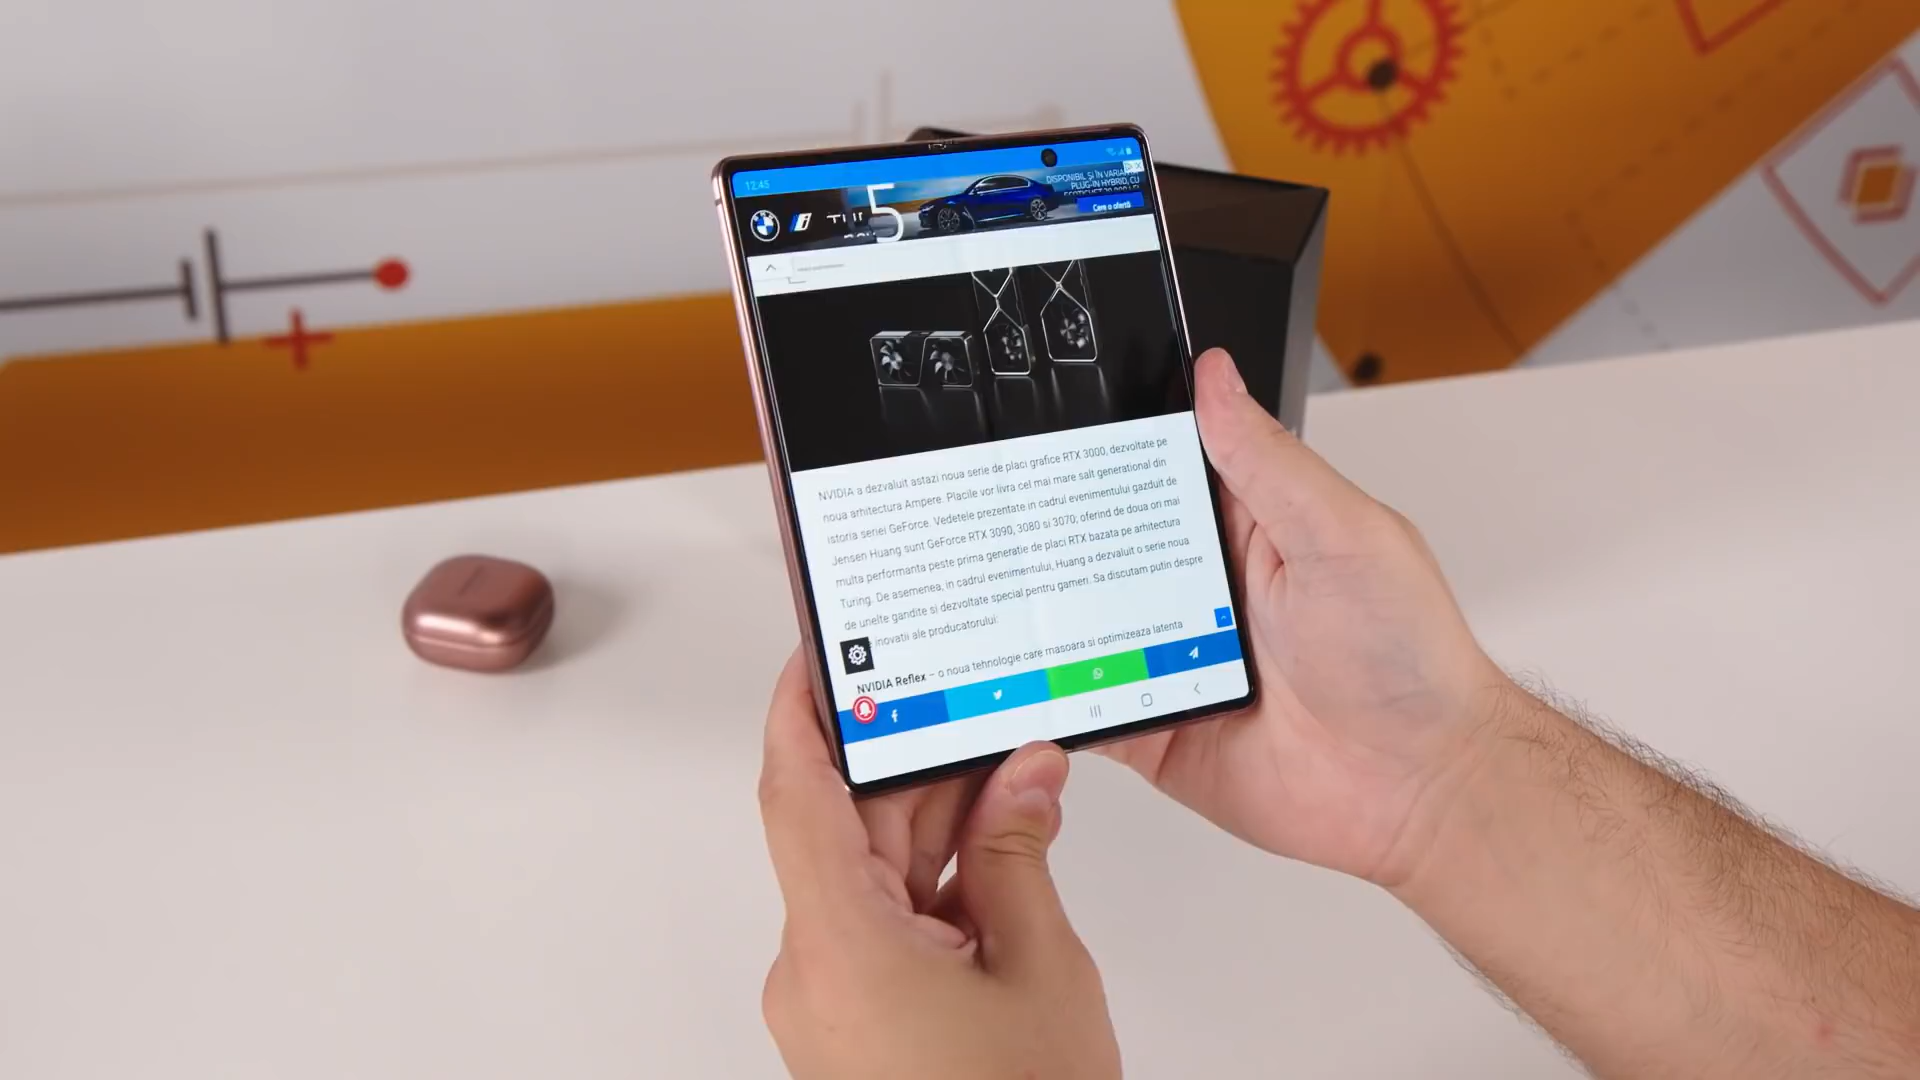 12:45
DISPONIBIL ȘI ÎN VARIANTĂ
PLUG-IN HYBRID, CU
5
Cere o ofertă
NVIDIA a dezvaluit astazi noua serie de placi grafice RTX 3000, dezvoltate pe
noua arhitectura Ampere. Placile vor livra cel mai mare salt generational din
istoria seriei GeForce. Vedetele prezentate in cadrul evenimentului gazduit de
Jensen Huang sunt GeForce RTX 3090, 3080 si 3070; oferind de doua ori mai
multa performanta peste prima generatie de placi RTX bazata pe arhitectura
Turing. De asemenea, in cadrul evenimentului, Huang a dezvaluit o serie noua
de unelte gandite si dezvoltate special pentru gameri. Sa discutam putin despre
inovatii ale producatorului:
NVIDIA Reflex – o noua tehnologie care masoara si optimizeaza latenta